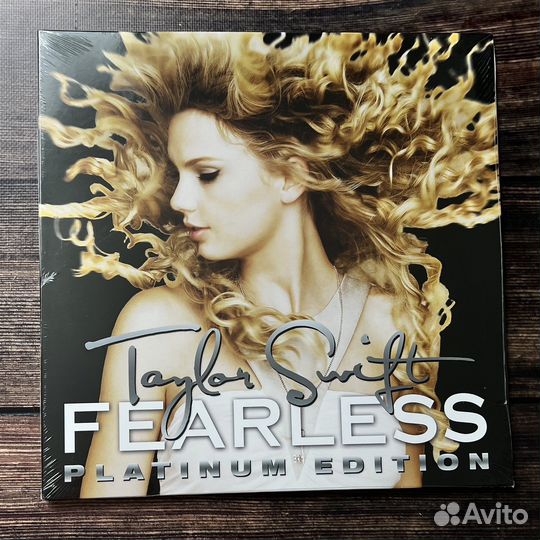 Taylor Swift
FEARLESS
PLATINUM EDITION
Avito